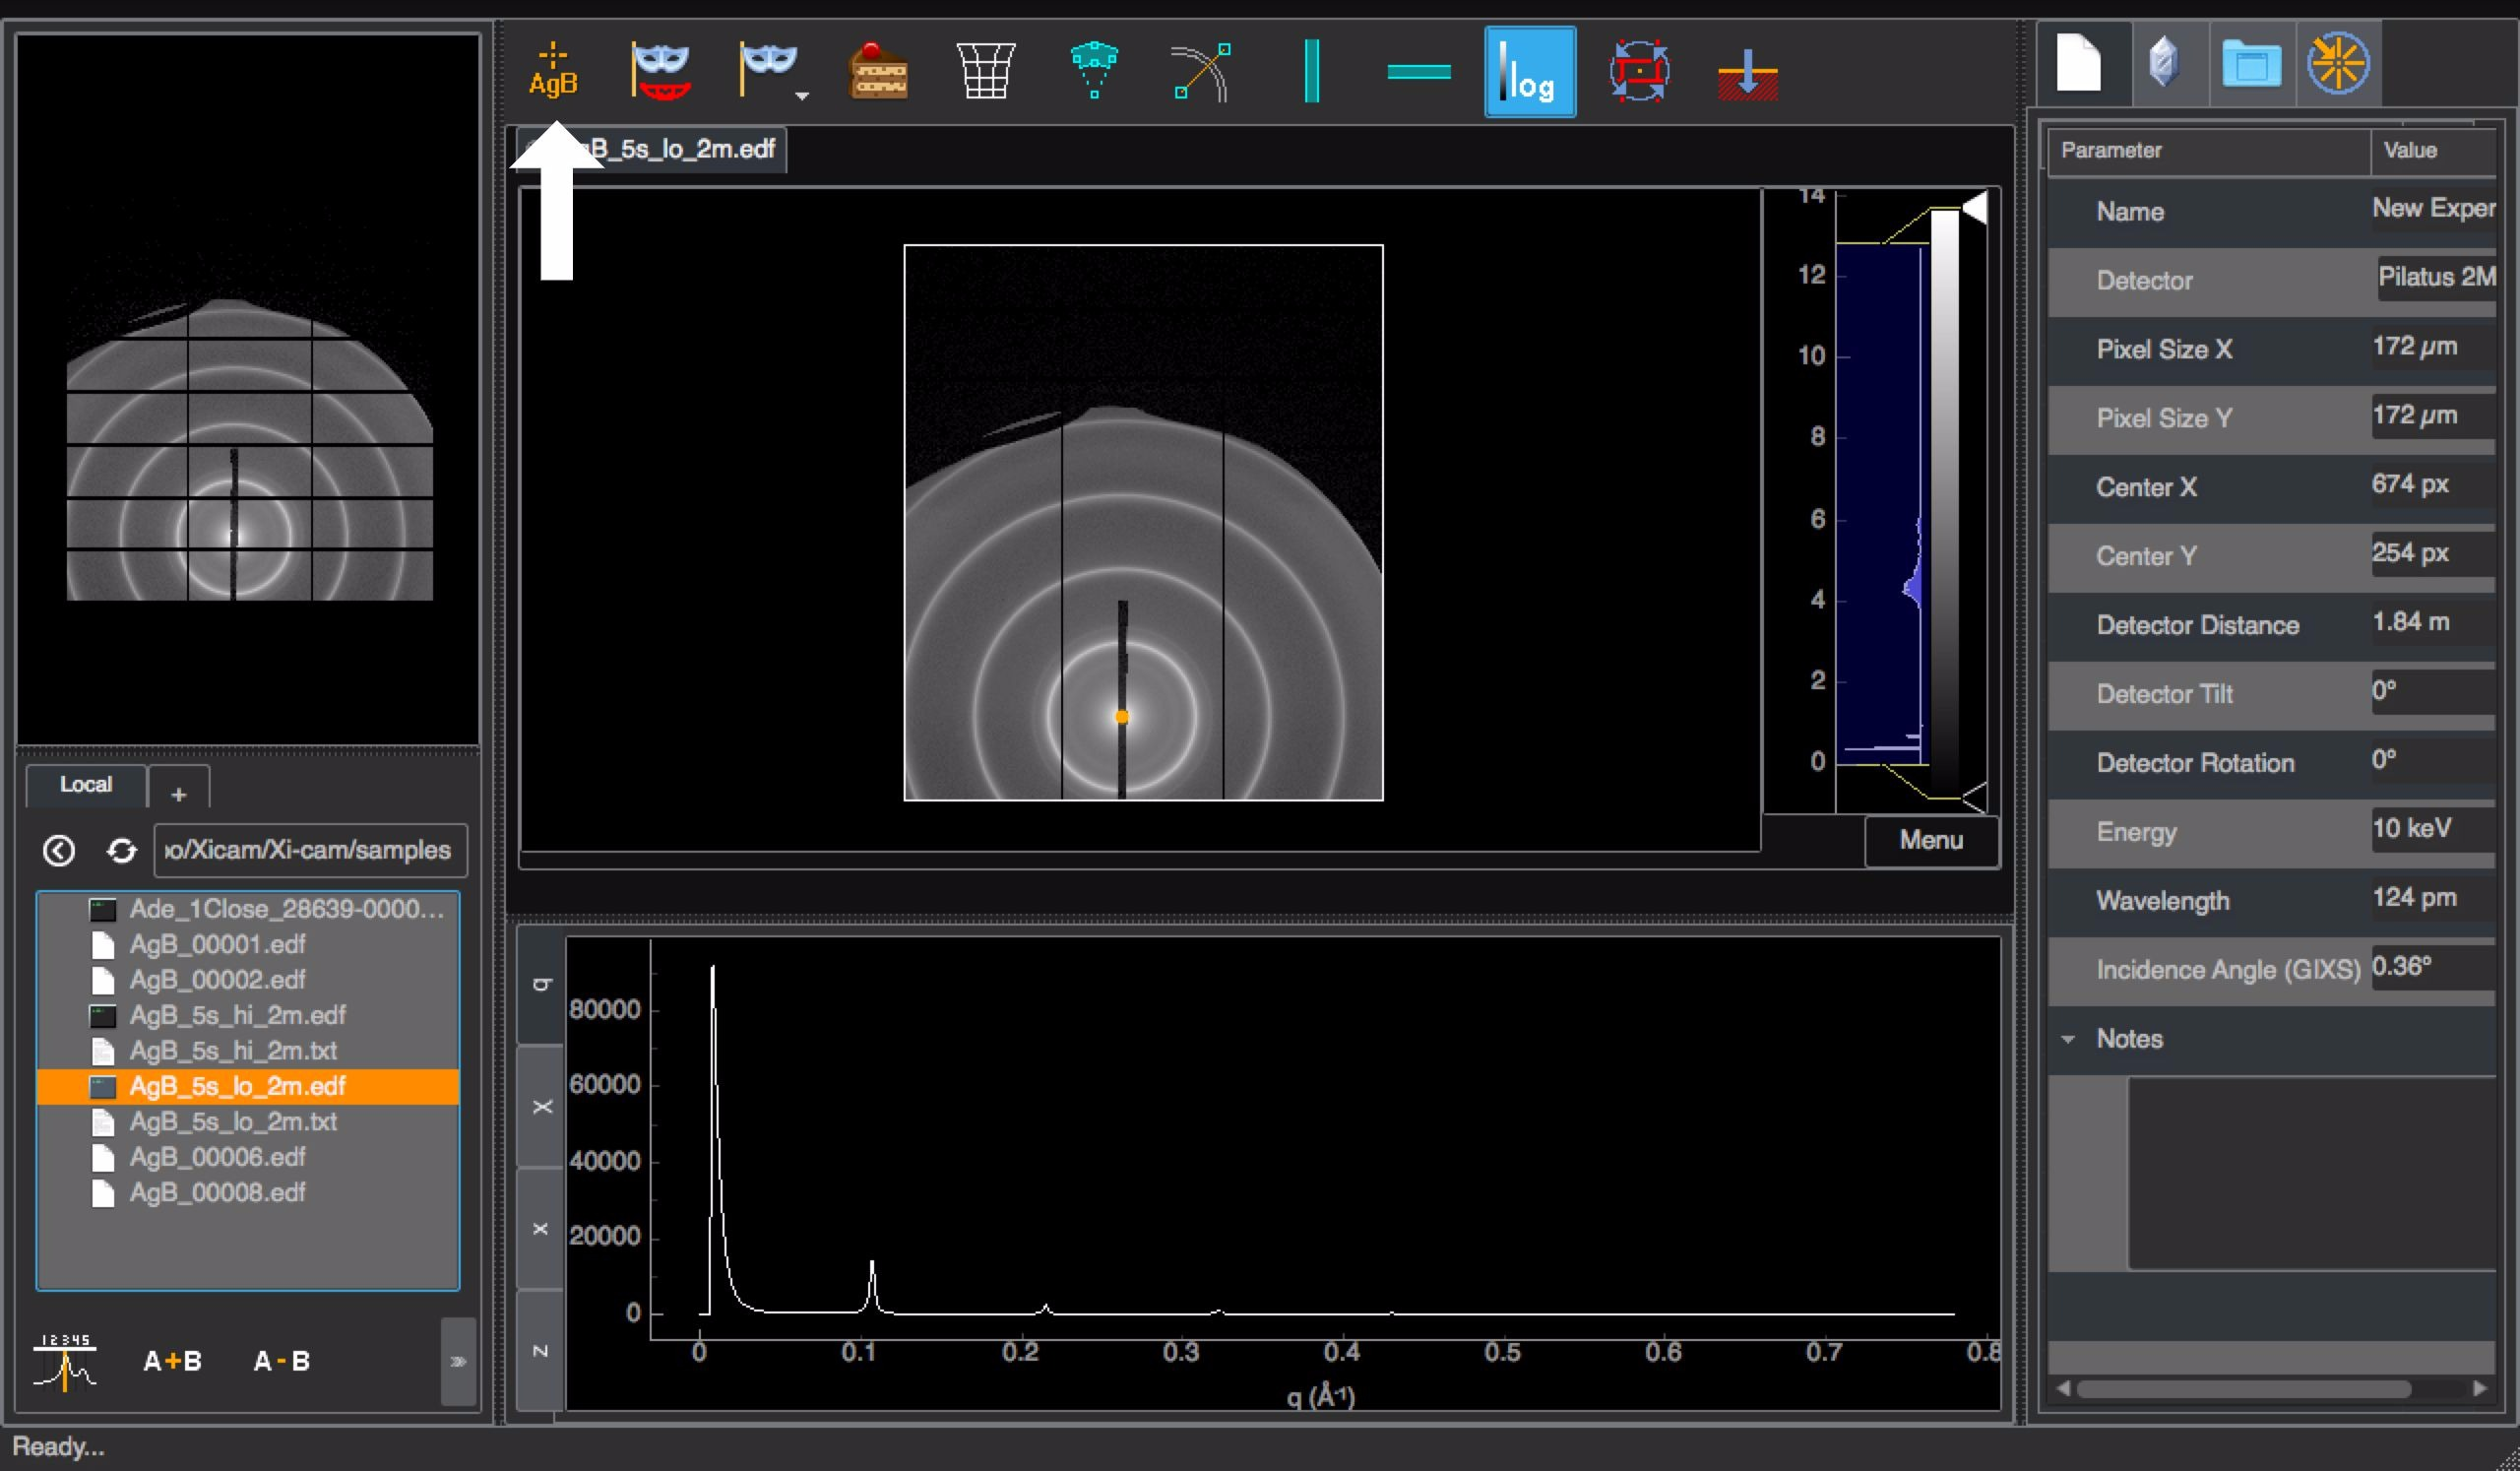 AgB
log
AgB_5s_lo_2m.edf
14
12
10
8
6
4
2
0
Menu
Local
+
oo/Xicam/Xi-cam/samples
Ade_1Close_28639-0000...
AgB_00001.edf
AgB_00002.edf
AgB_5s_hi_2m.edf
AgB_5s_hi_2m.txt
AgB_5s_lo_2m.edf
AgB_5s_lo_2m.txt
AgB_00006.edf
AgB_00008.edf
12345
A+B
A-B
q
X
x
z
80000
60000
40000
20000
0
0 0.1 0.2 0.3 0.4 0.5 0.6 0.7 0.8
q (Å⁻¹)
Parameter Value
Name New Exper
Detector Pilatus 2M
Pixel Size X 172 µm
Pixel Size Y 172 µm
Center X 674 px
Center Y 254 px
Detector Distance 1.84 m
Detector Tilt 0°
Detector Rotation 0°
Energy 10 keV
Wavelength 124 pm
Incidence Angle (GIXS) 0.36°
Notes
Ready...